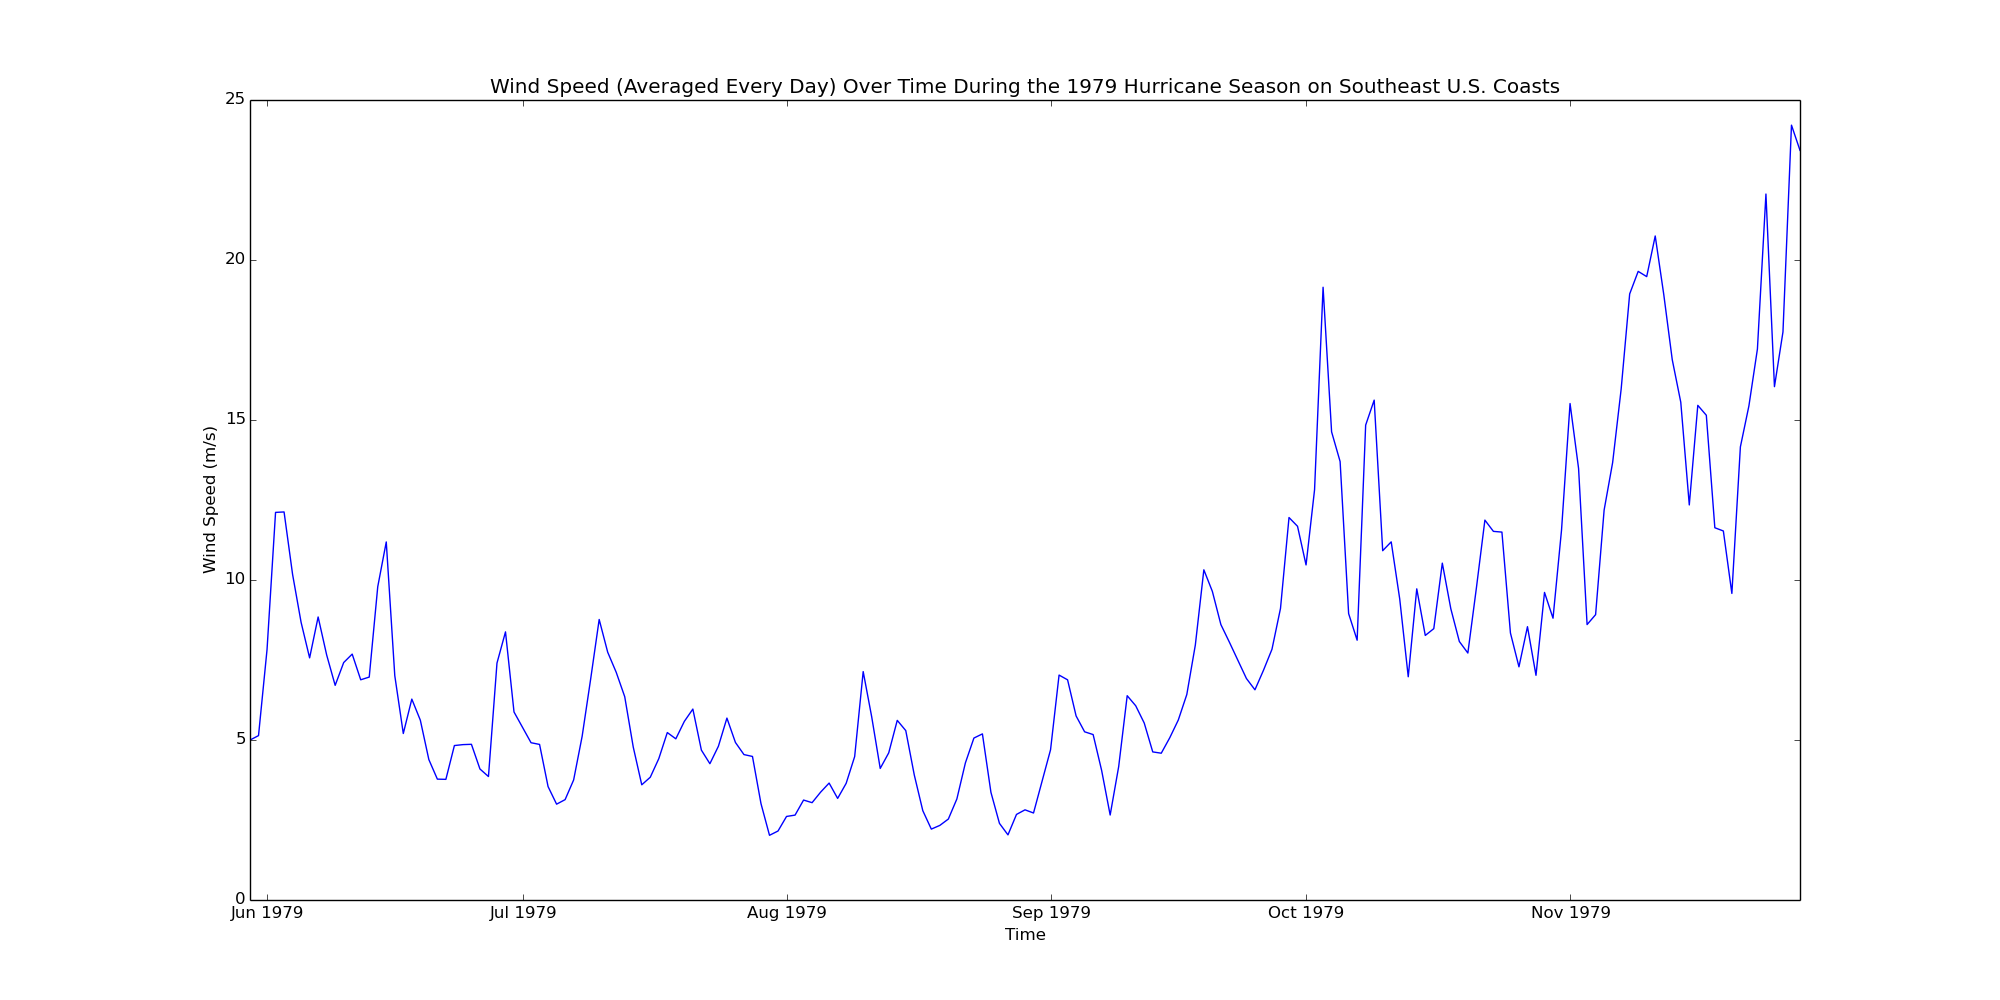 Wind Speed (Averaged Every Day) Over Time During the 1979 Hurricane Season on Southeast U.S. Coasts
25
20
15
10
5
0
Wind Speed (m/s)
Jun 1979 Jul 1979 Aug 1979 Sep 1979 Oct 1979 Nov 1979
Time